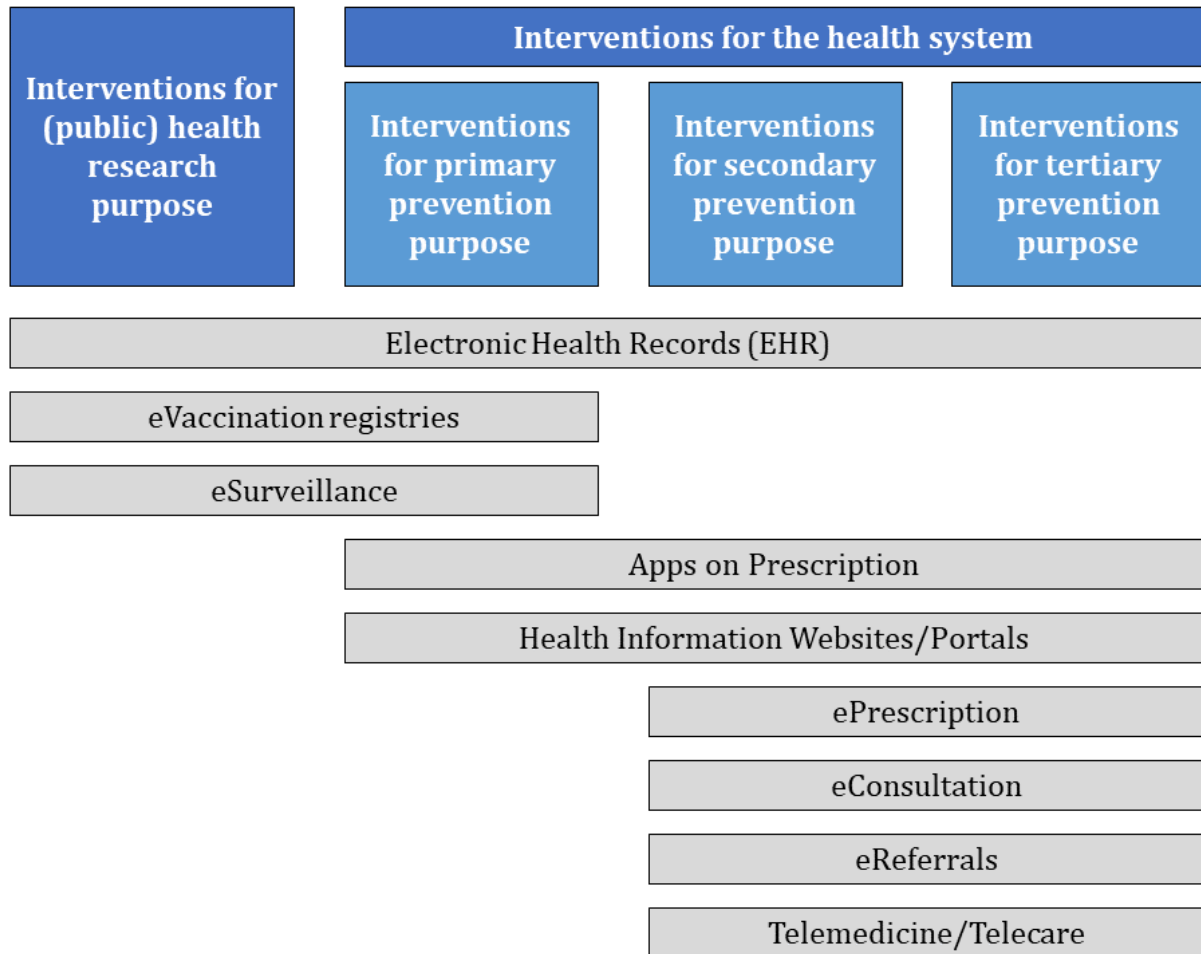 Interventions for
(public) health
research
purpose
Interventions for the health system
Interventions
for primary
prevention
purpose
Interventions
for secondary
prevention
purpose
Interventions
for tertiary
prevention
purpose
Electronic Health Records (EHR)
eVaccination registries
eSurveillance
Apps on Prescription
Health Information Websites/Portals
ePrescription
eConsultation
eReferrals
Telemedicine/Telecare